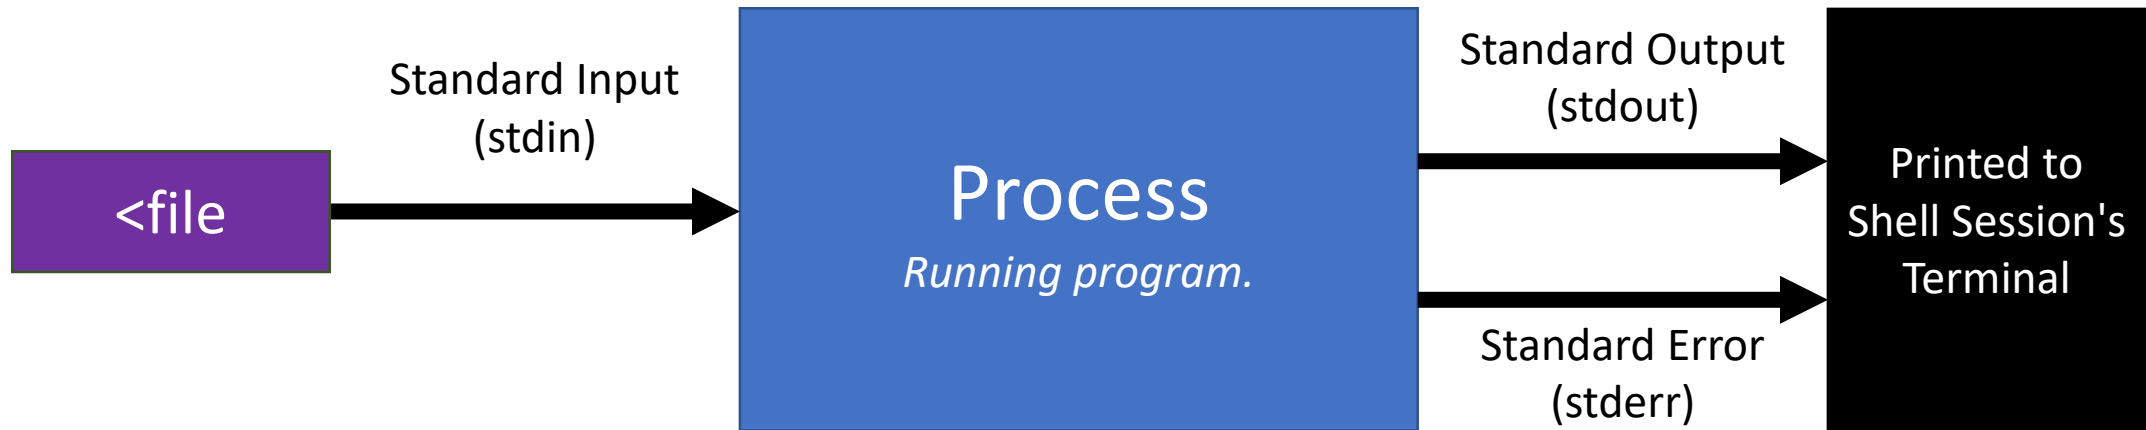 Standard Input
(stdin)
<file
Process
Running program.
Standard Output
(stdout)
Standard Error
(stderr)
Printed to
Shell Session's
Terminal